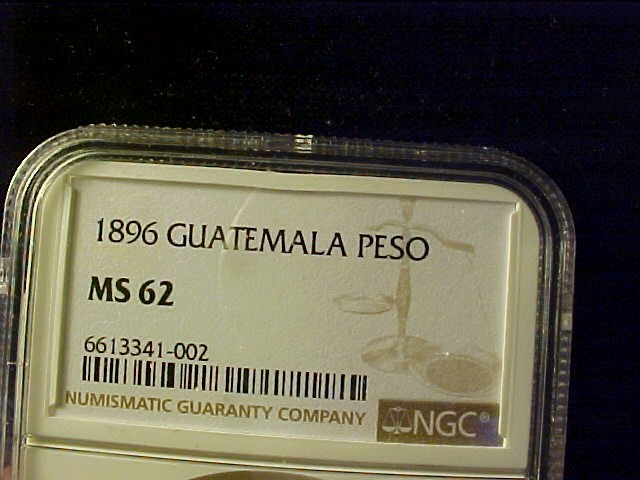 1896 GUATEMALA PESO
MS 62
6613341-002
NUMISMATIC GUARANTY COMPANY
NGC®